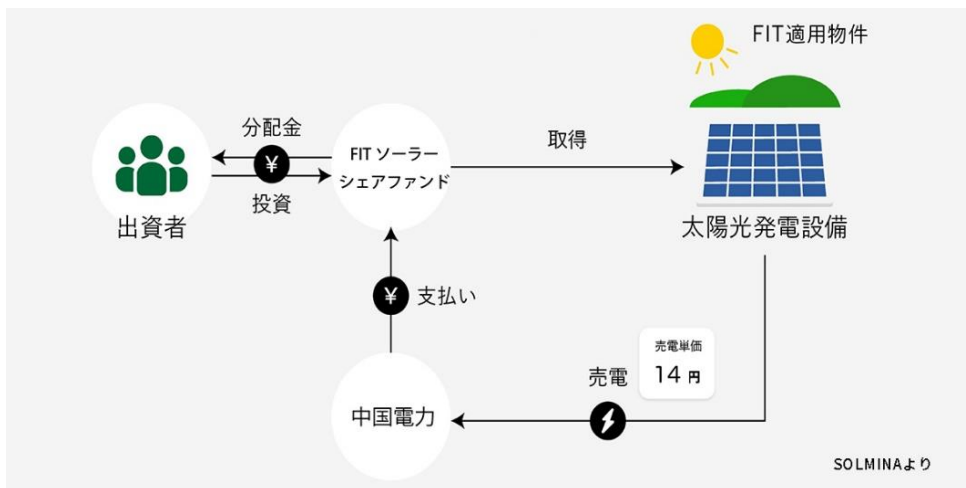 FIT適用物件
分配金
¥
投資
出資者
FIT ソーラー
シェアファンド
取得
太陽光発電設備
¥ 支払い
売電単価
14 円
売電
中国電力
SOLMINAより